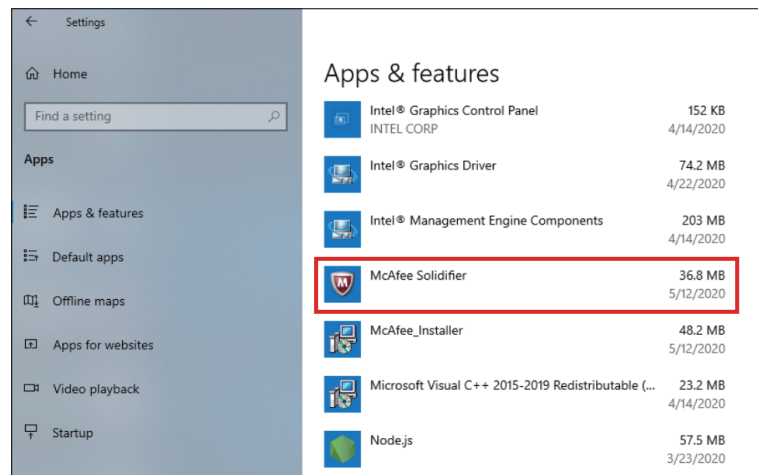 Settings
Home
Find a setting
Apps
Apps & features
Default apps
Offline maps
Apps for websites
Video playback
Startup
Apps & features
Intel® Graphics Control Panel 152 KB
INTEL CORP 4/14/2020
Intel® Graphics Driver 74.2 MB
4/22/2020
Intel® Management Engine Components 203 MB
4/14/2020
McAfee Solidifier 36.8 MB
5/12/2020
McAfee_Installer 48.2 MB
5/12/2020
Microsoft Visual C++ 2015-2019 Redistributable (... 23.2 MB
4/14/2020
Node.js 57.5 MB
3/23/2020